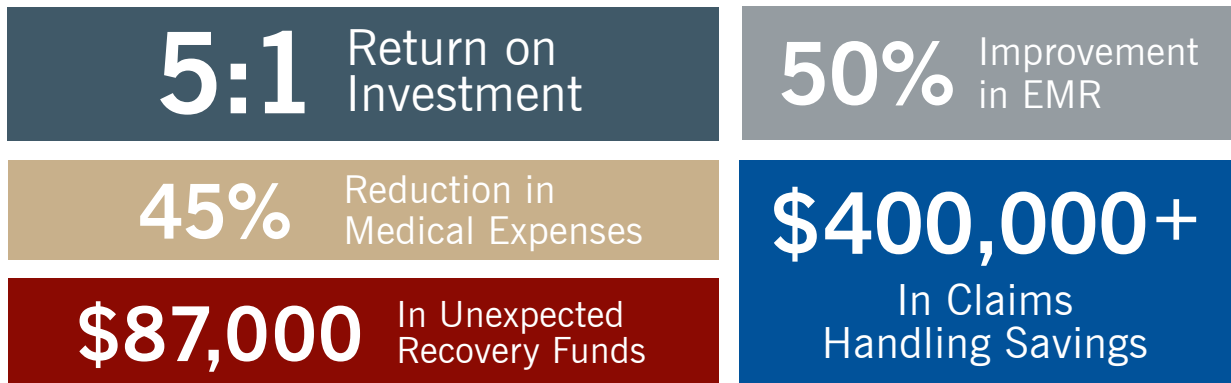 5:1 Return on
Investment
50% Improvement
in EMR
45% Reduction in
Medical Expenses
$400,000+
In Claims
Handling Savings
$87,000 In Unexpected
Recovery Funds